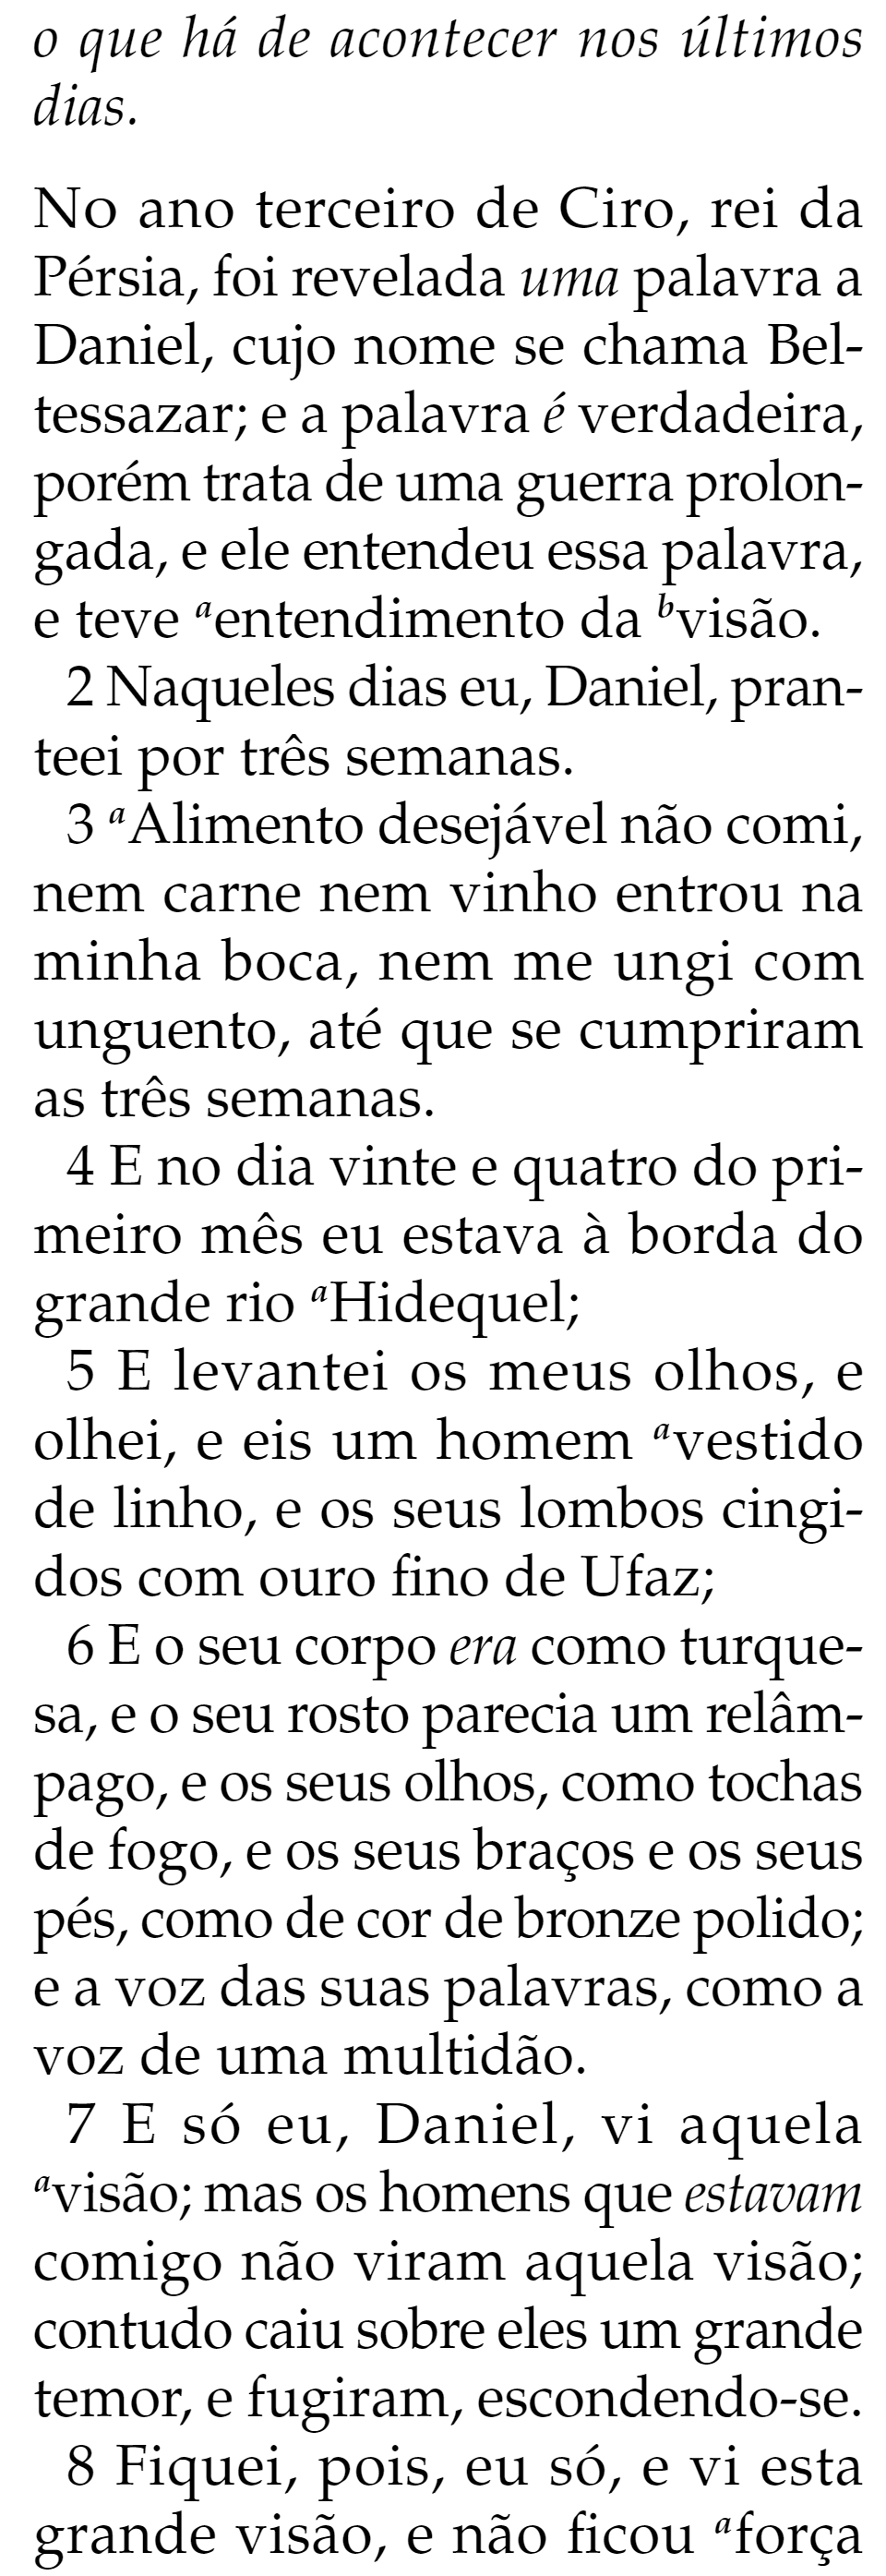 o que há de acontecer nos últimos
dias.
No ano terceiro de Ciro, rei da
Pérsia, foi revelada uma palavra a
Daniel, cujo nome se chama Bel-
tessazar; e a palavra é verdadeira,
porém trata de uma guerra prolon-
gada, e ele entendeu essa palavra,
e teve ᵃentendimento da ᵇvisão.
2 Naqueles dias eu, Daniel, pran-
teei por três semanas.
3 ᵃAlimento desejável não comi,
nem carne nem vinho entrou na
minha boca, nem me ungi com
unguento, até que se cumpriram
as três semanas.
4 E no dia vinte e quatro do pri-
meiro mês eu estava à borda do
grande rio ᵃHidequel;
5 E levantei os meus olhos, e
olhei, e eis um homem ᵃvestido
de linho, e os seus lombos cingi-
dos com ouro fino de Ufaz;
6 E o seu corpo era como turque-
sa, e o seu rosto parecia um relâm-
pago, e os seus olhos, como tochas
de fogo, e os seus braços e os seus
pés, como de cor de bronze polido;
e a voz das suas palavras, como a
voz de uma multidão.
7 E só eu, Daniel, vi aquela
ᵃvisão; mas os homens que estavam
comigo não viram aquela visão;
contudo caiu sobre eles um grande
temor, e fugiram, escondendo-se.
8 Fiquei, pois, eu só, e vi esta
grande visão, e não ficou ᵃforça